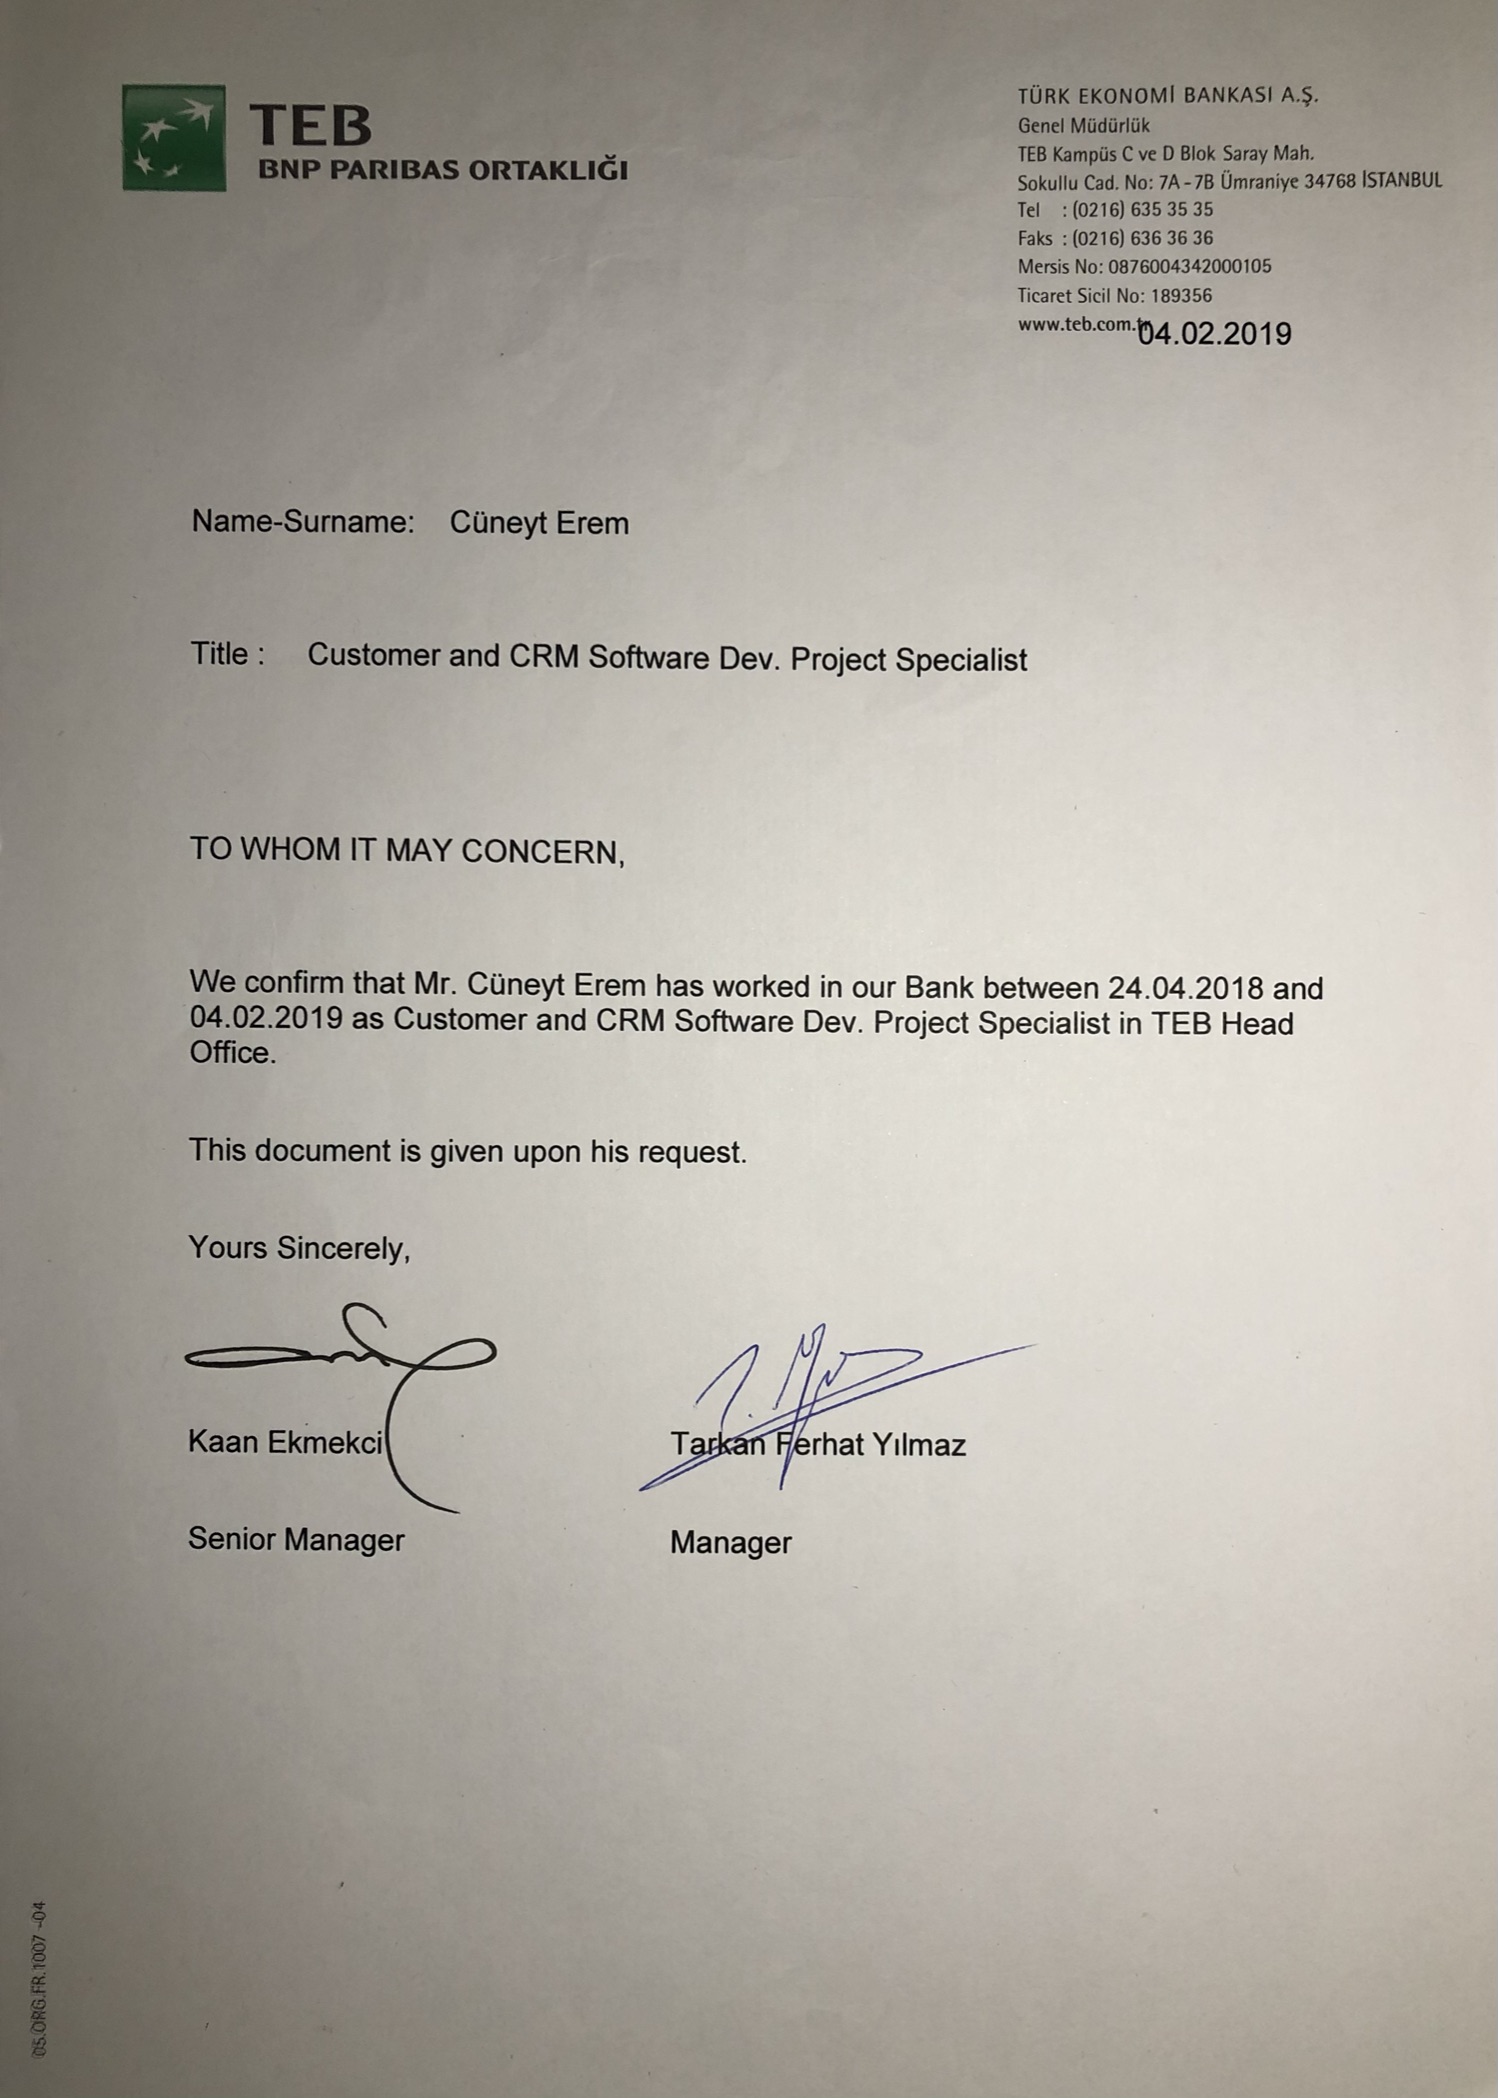 TEB
BNP PARIBAS ORTAKLIĞI
TÜRK EKONOMİ BANKASI A.Ş.
Genel Müdürlük
TEB Kampüs C ve D Blok Saray Mah.
Sokullu Cad. No: 7A-7B Ümraniye 34768 İSTANBUL
Tel : (0216) 635 35 35
Faks : (0216) 636 36 36
Mersis No: 0876004342000105
Ticaret Sicil No: 189356
www.teb.com.tr
04.02.2019
Name-Surname: Cüneyt Erem
Title : Customer and CRM Software Dev. Project Specialist
TO WHOM IT MAY CONCERN,
We confirm that Mr. Cüneyt Erem has worked in our Bank between 24.04.2018 and
04.02.2019 as Customer and CRM Software Dev. Project Specialist in TEB Head
Office.
This document is given upon his request.
Yours Sincerely,
Kaan Ekmekci Tarkan Ferhat Yılmaz
Senior Manager Manager
05.ORG.FR.1007 -04